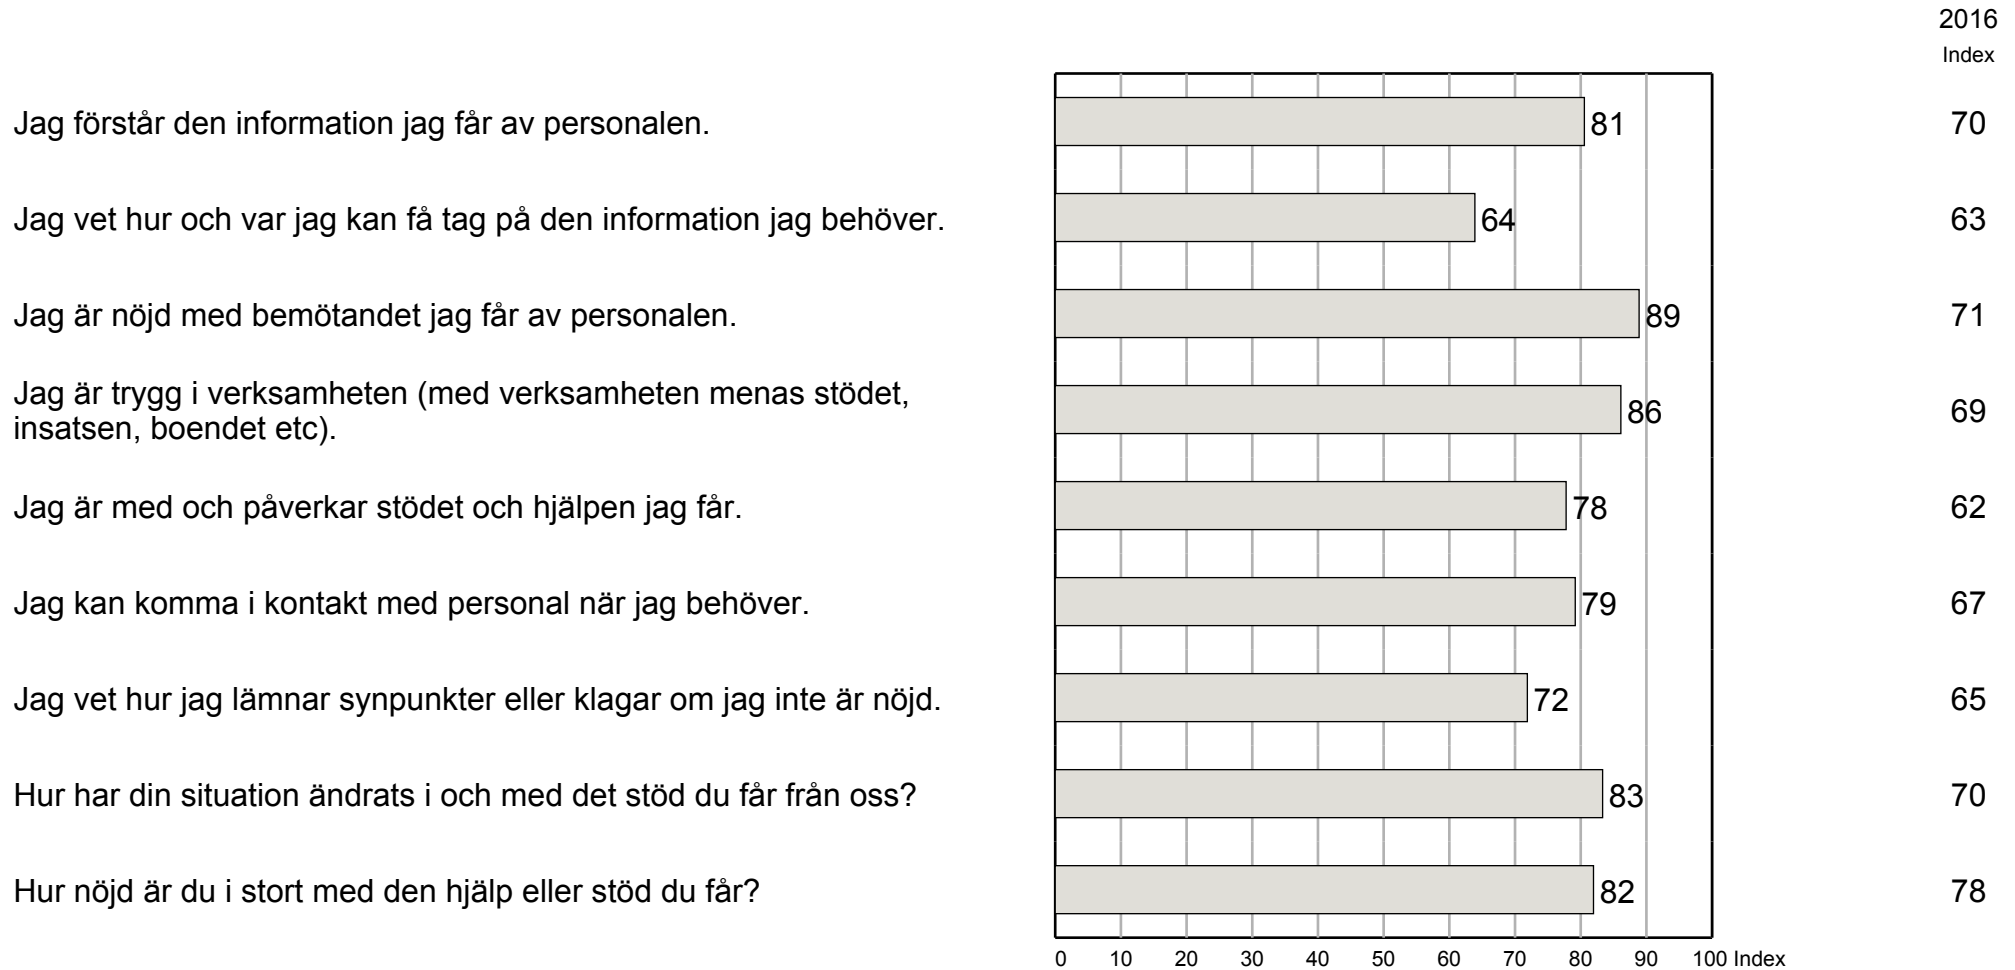 2016
Index
Jag förstår den information jag får av personalen. 81 70
Jag vet hur och var jag kan få tag på den information jag behöver. 64 63
Jag är nöjd med bemötandet jag får av personalen. 89 71
Jag är trygg i verksamheten (med verksamheten menas stödet,
insatsen, boendet etc). 86 69
Jag är med och påverkar stödet och hjälpen jag får. 78 62
Jag kan komma i kontakt med personal när jag behöver. 79 67
Jag vet hur jag lämnar synpunkter eller klagar om jag inte är nöjd. 72 65
Hur har din situation ändrats i och med det stöd du får från oss? 83 70
Hur nöjd är du i stort med den hjälp eller stöd du får? 82 78
0 10 20 30 40 50 60 70 80 90 100 Index